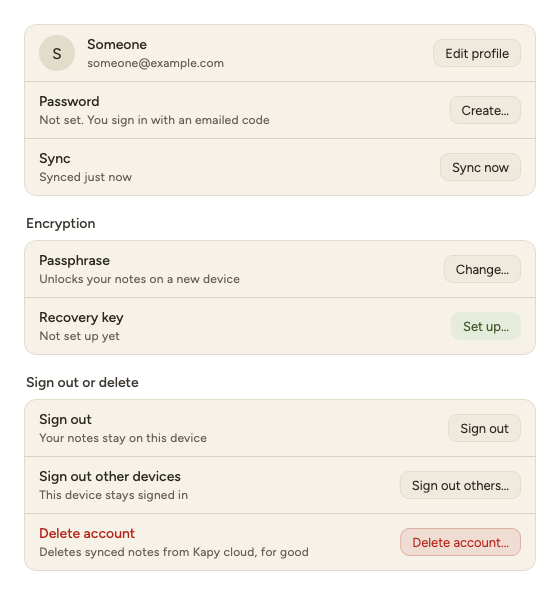 S
Someone
someone@example.com
Edit profile
Password
Not set. You sign in with an emailed code
Create…
Sync
Synced just now
Sync now
Encryption
Passphrase
Unlocks your notes on a new device
Change…
Recovery key
Not set up yet
Set up…
Sign out or delete
Sign out
Your notes stay on this device
Sign out
Sign out other devices
This device stays signed in
Sign out others…
Delete account
Deletes synced notes from Kapy cloud, for good
Delete account…